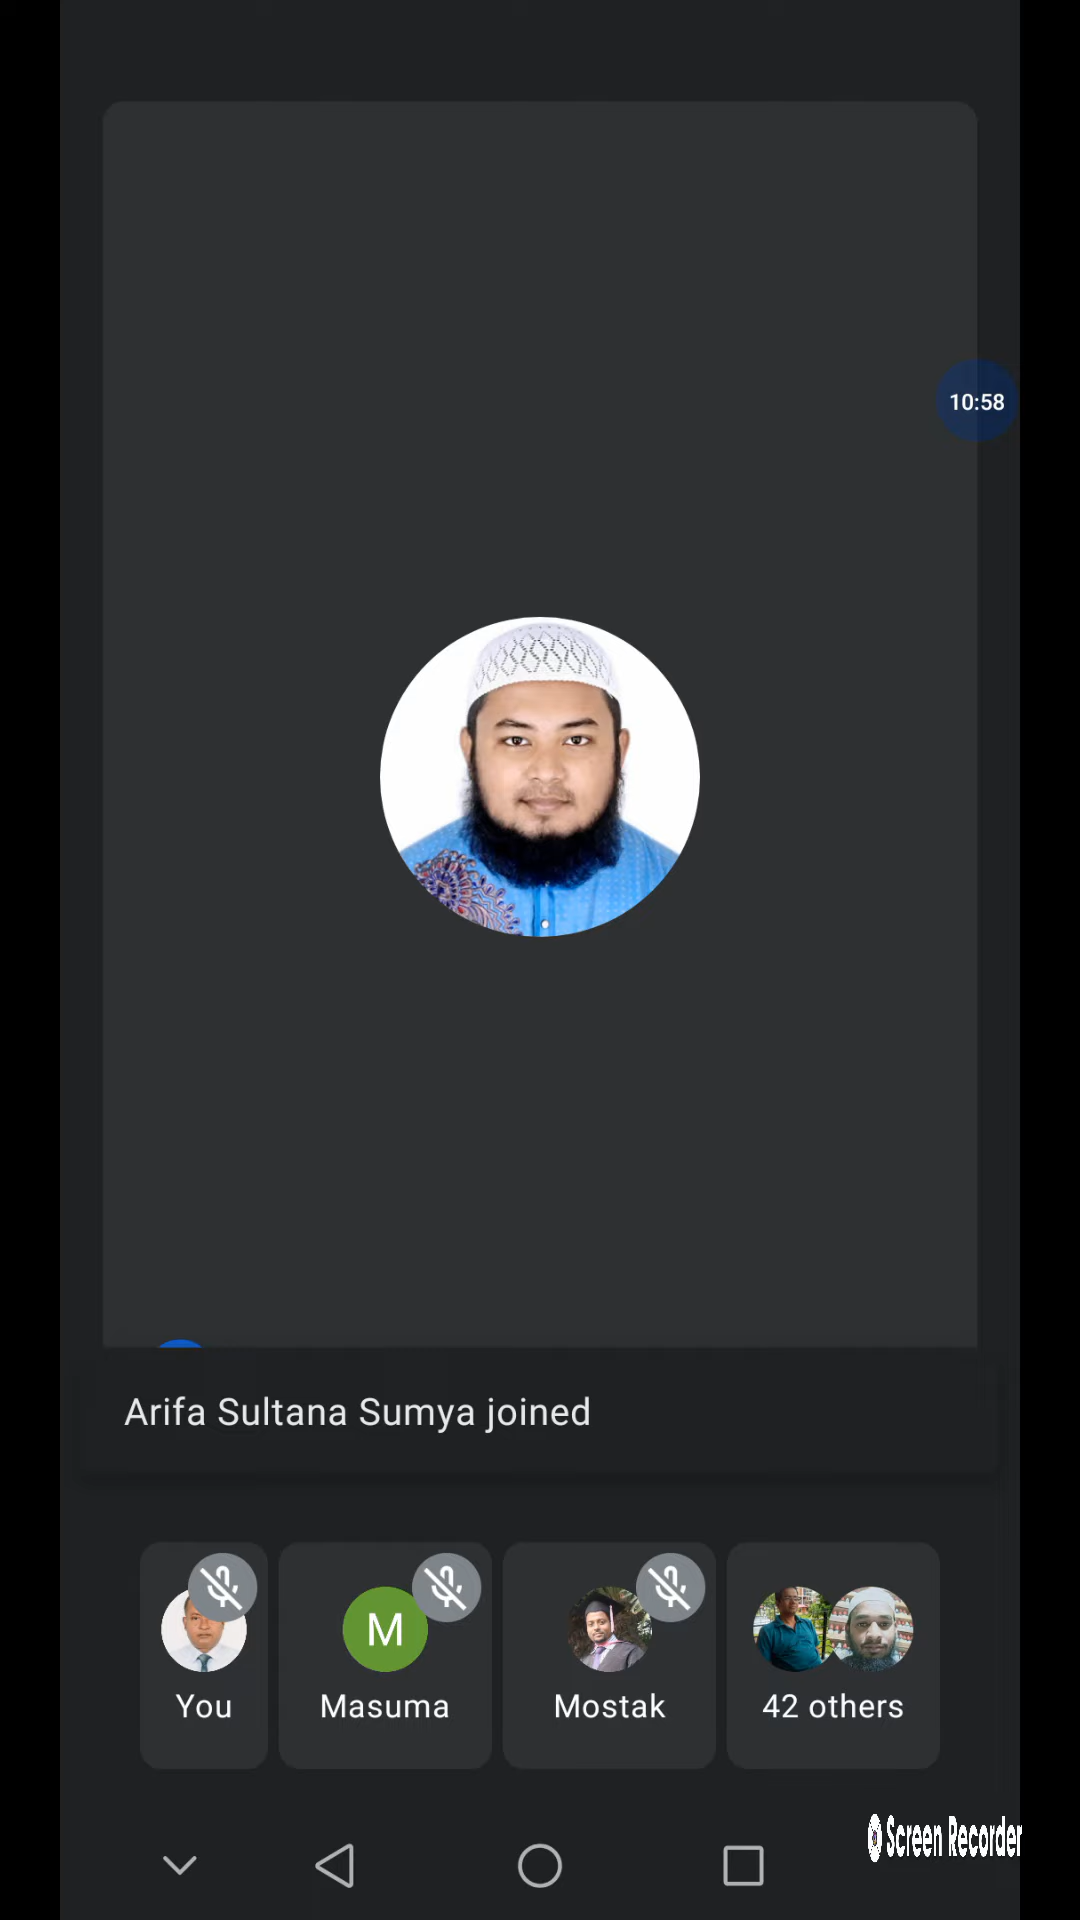 10:58
Arifa Sultana Sumya joined
M
You
Masuma
Mostak
42 others
Screen Recorder